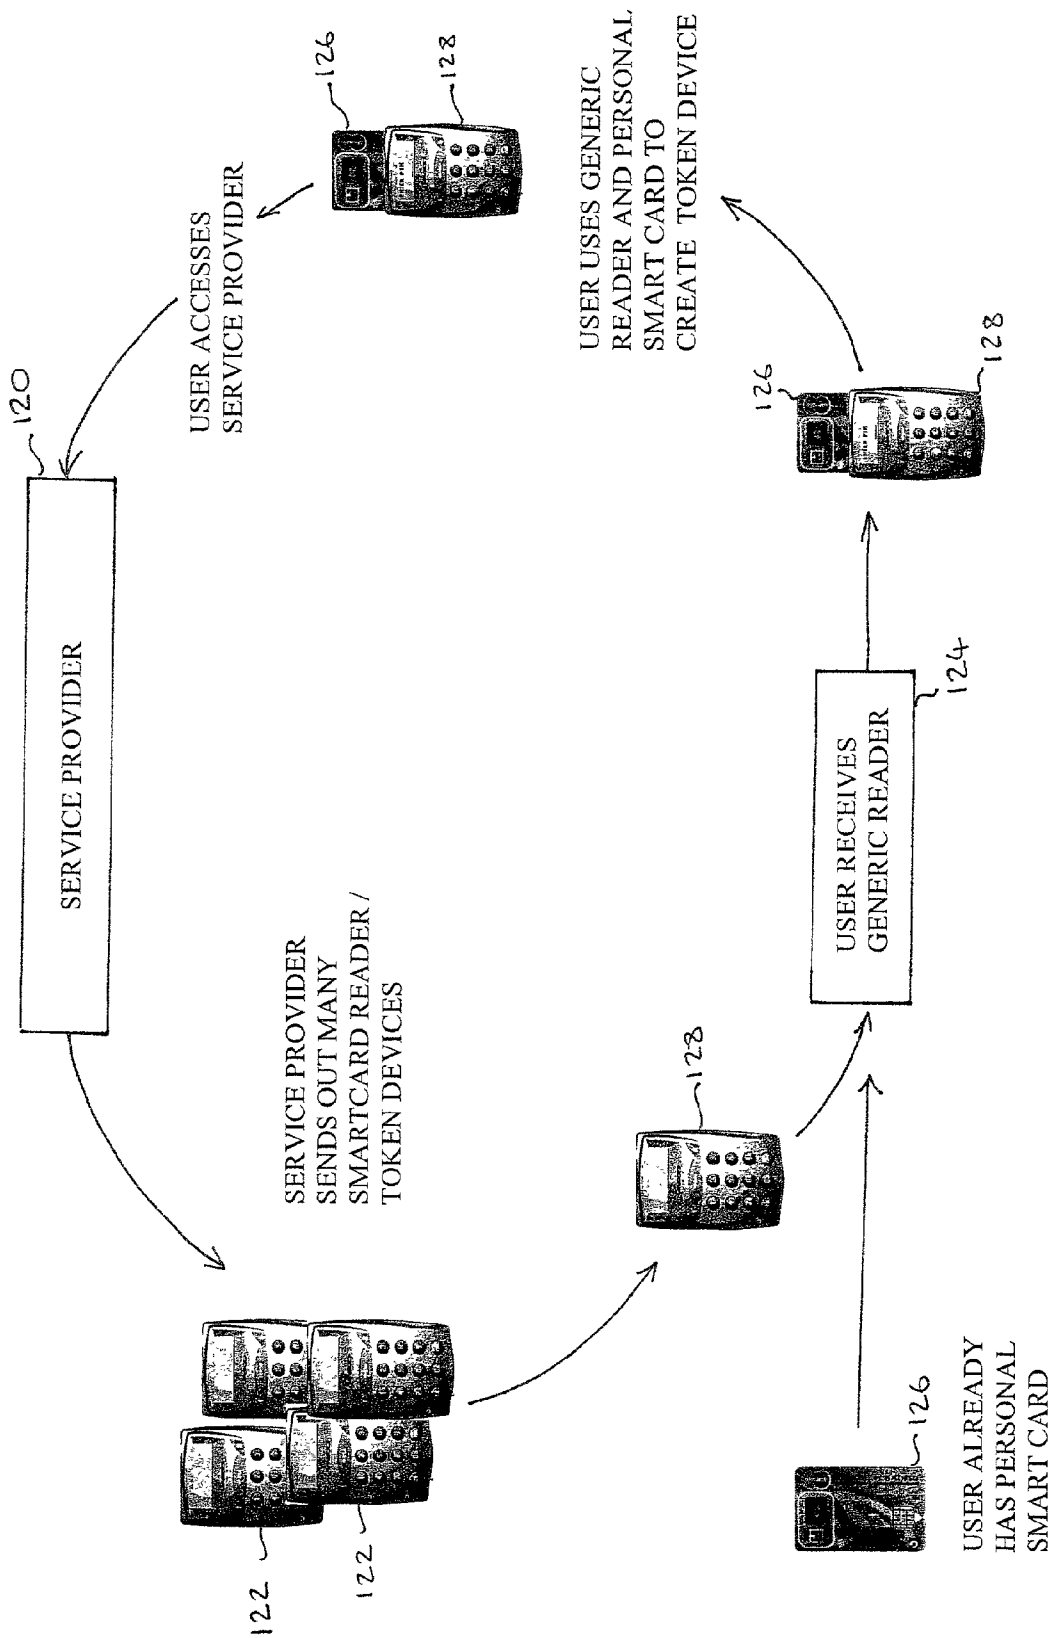 120
SERVICE PROVIDER
USER ACCESSES
SERVICE PROVIDER
126
128
SERVICE PROVIDER
SENDS OUT MANY
SMARTCARD READER /
TOKEN DEVICES
122
122
128
USER USES GENERIC
READER AND PERSONAL
SMART CARD TO
CREATE TOKEN DEVICE
126
128
USER RECEIVES
GENERIC READER
124
126
USER ALREADY
HAS PERSONAL
SMART CARD